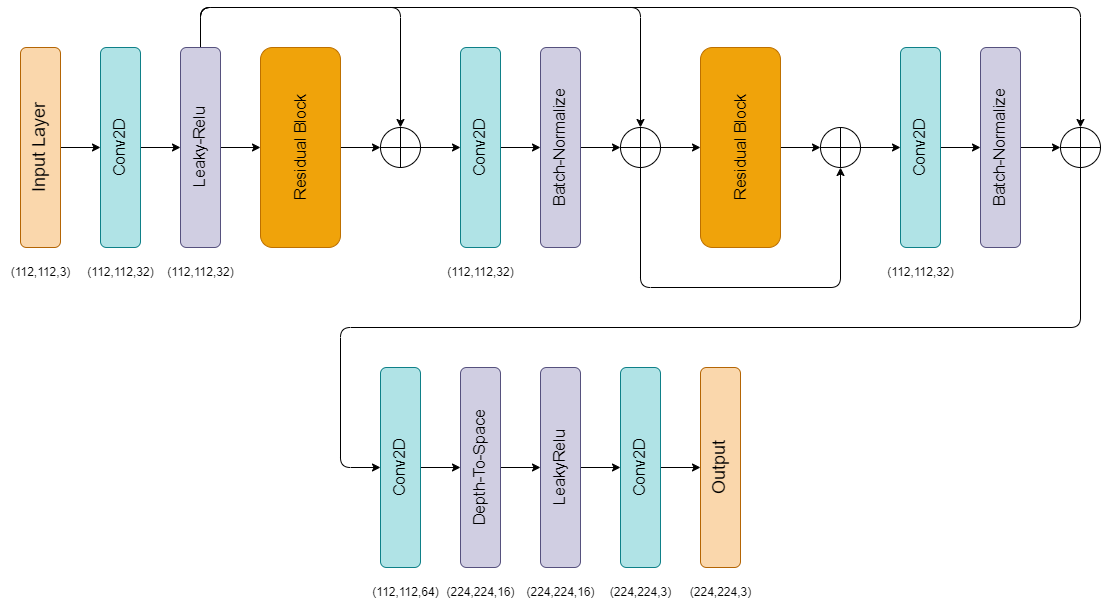 Input Layer
Conv2D
Leaky-Relu
Residual Block
Conv2D
Batch-Normalize
Residual Block
Conv2D
Batch-Normalize
(112,112,3)
(112,112,32)
(112,112,32)
(112,112,32)
(112,112,32)
Conv2D
Depth-To-Space
LeakyRelu
Conv2D
Output
(112,112,64)
(224,224,16)
(224,224,16)
(224,224,3)
(224,224,3)